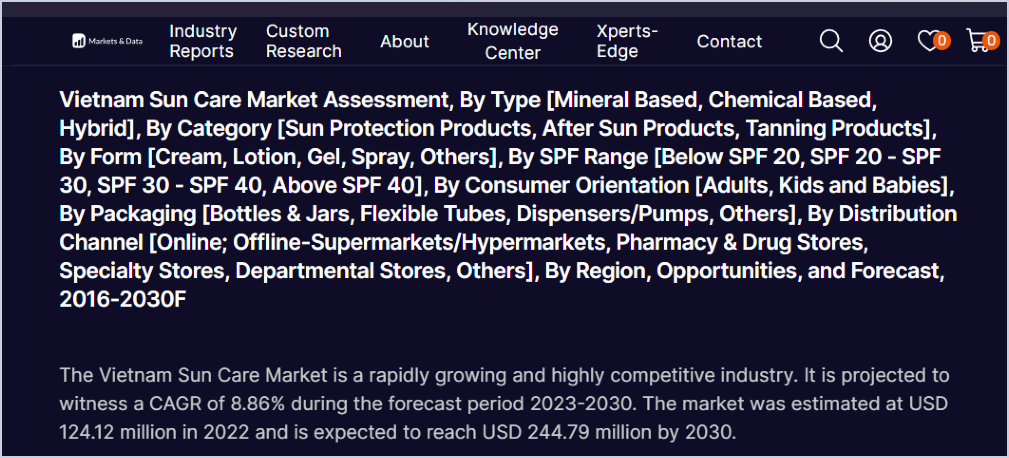 Markets & Data
Industry Reports
Custom Research
About
Knowledge Center
Xperts-Edge
Contact
0
0
Vietnam Sun Care Market Assessment, By Type [Mineral Based, Chemical Based,
Hybrid], By Category [Sun Protection Products, After Sun Products, Tanning Products],
By Form [Cream, Lotion, Gel, Spray, Others], By SPF Range [Below SPF 20, SPF 20 - SPF
30, SPF 30 - SPF 40, Above SPF 40], By Consumer Orientation [Adults, Kids and Babies],
By Packaging [Bottles & Jars, Flexible Tubes, Dispensers/Pumps, Others], By Distribution
Channel [Online; Offline-Supermarkets/Hypermarkets, Pharmacy & Drug Stores,
Specialty Stores, Departmental Stores, Others], By Region, Opportunities, and Forecast,
2016-2030F
The Vietnam Sun Care Market is a rapidly growing and highly competitive industry. It is projected to
witness a CAGR of 8.86% during the forecast period 2023-2030. The market was estimated at USD
124.12 million in 2022 and is expected to reach USD 244.79 million by 2030.